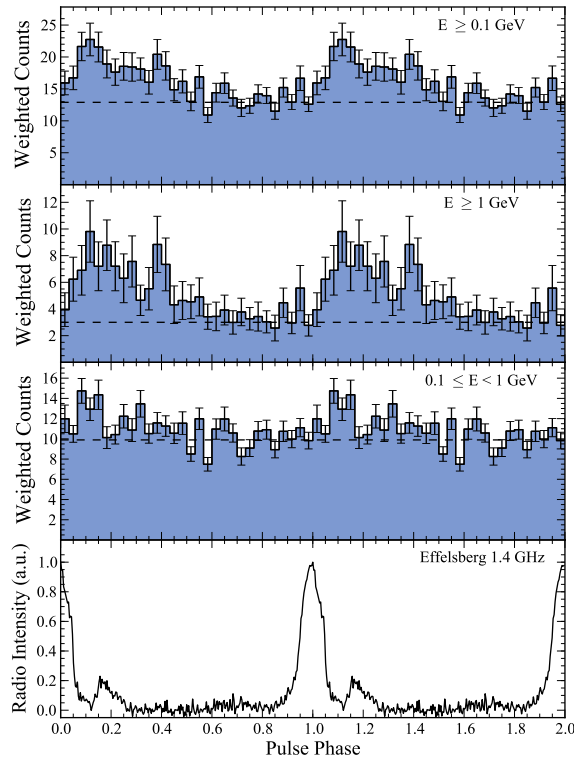 E ≥ 0.1 GeV
Weighted Counts
25
20
15
10
5
E ≥ 1 GeV
Weighted Counts
12
10
8
6
4
2
0.1 ≤ E < 1 GeV
Weighted Counts
16
14
12
10
8
6
4
2
Effelsberg 1.4 GHz
Radio Intensity (a.u.)
1.0
0.8
0.6
0.4
0.2
0.0
0.0 0.2 0.4 0.6 0.8 1.0 1.2 1.4 1.6 1.8 2.0
Pulse Phase